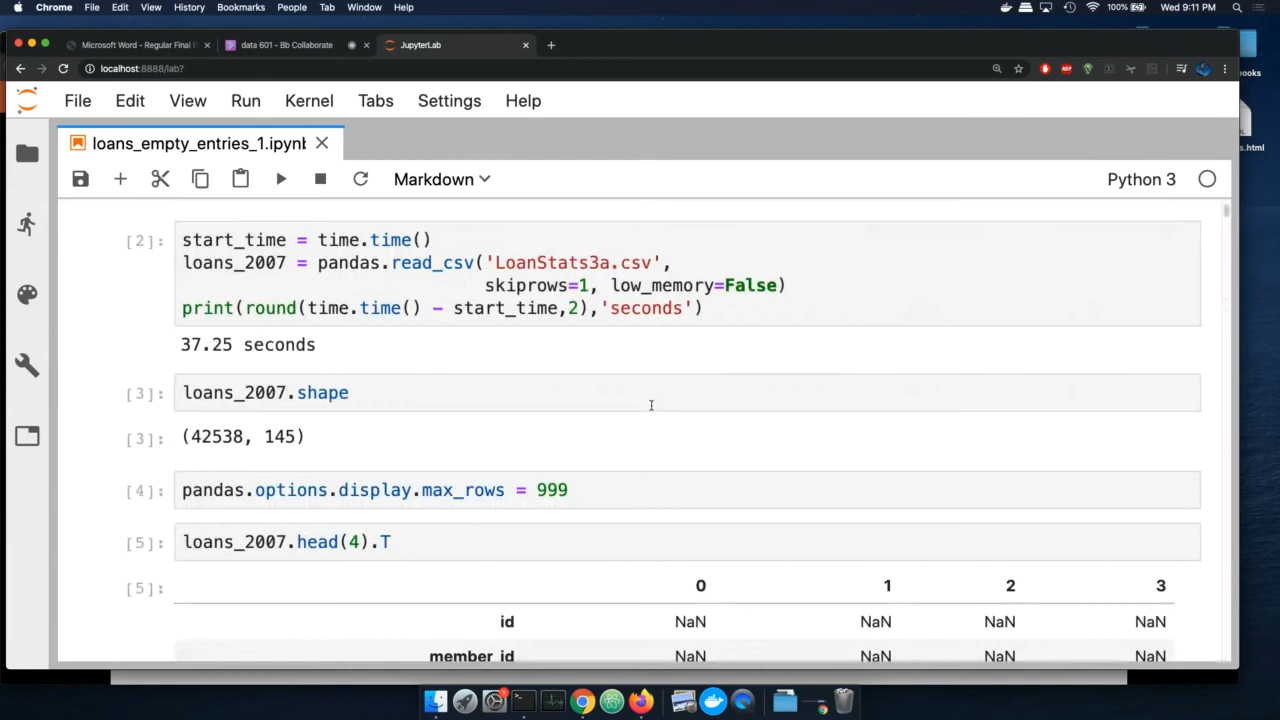 Chrome File Edit View History Bookmarks People Tab Window Help 100% Wed 9:11 PM
Microsoft Word - Regular Final data 601 - Bb Collaborate JupyterLab
localhost:8888/lab? ABP
ooks
File Edit View Run Kernel Tabs Settings Help
s.html
loans_empty_entries_1.ipynb
Markdown Python 3
[2]: start_time = time.time()
loans_2007 = pandas.read_csv('LoanStats3a.csv',
skiprows=1, low_memory=False)
print(round(time.time() - start_time,2),'seconds')
37.25 seconds
[3]: loans_2007.shape
[3]: (42538, 145)
[4]: pandas.options.display.max_rows = 999
[5]: loans_2007.head(4).T
[5]: 0 1 2 3
id NaN NaN NaN NaN
member_id NaN NaN NaN NaN